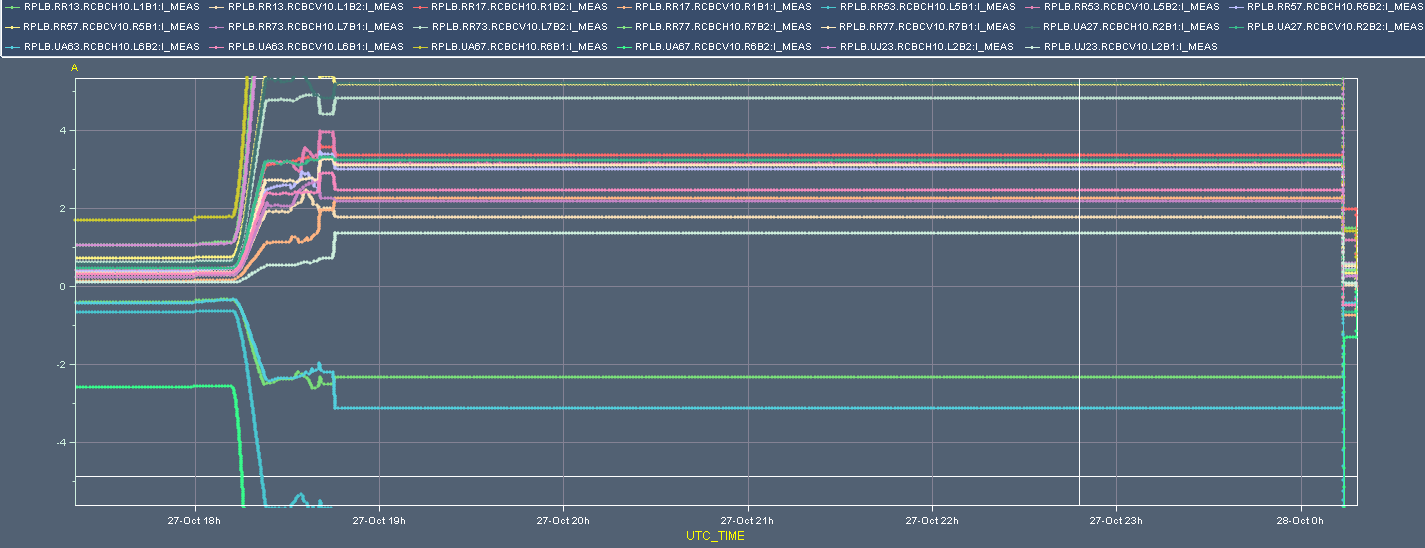 RPLB.RR13.RCBCH10.L1B1:I_MEAS RPLB.RR13.RCBCV10.L1B2:I_MEAS RPLB.RR17.RCBCH10.R1B2:I_MEAS RPLB.RR17.RCBCV10.R1B1:I_MEAS RPLB.RR53.RCBCH10.L5B1:I_MEAS RPLB.RR53.RCBCV10.L5B2:I_MEAS RPLB.RR57.RCBCH10.R5B2:I_MEAS
RPLB.RR57.RCBCV10.R5B1:I_MEAS RPLB.RR73.RCBCH10.L7B1:I_MEAS RPLB.RR73.RCBCV10.L7B2:I_MEAS RPLB.RR77.RCBCH10.R7B2:I_MEAS RPLB.RR77.RCBCV10.R7B1:I_MEAS RPLB.UA27.RCBCH10.R2B1:I_MEAS RPLB.UA27.RCBCV10.R2B2:I_MEAS
RPLB.UA63.RCBCH10.L6B2:I_MEAS RPLB.UA63.RCBCV10.L6B1:I_MEAS RPLB.UA67.RCBCH10.R6B1:I_MEAS RPLB.UA67.RCBCV10.R6B2:I_MEAS RPLB.UJ23.RCBCH10.L2B2:I_MEAS RPLB.UJ23.RCBCV10.L2B1:I_MEAS
A
4
2
0
-2
-4
27-Oct 18h 27-Oct 19h 27-Oct 20h 27-Oct 21h 27-Oct 22h 27-Oct 23h 28-Oct 0h
UTC_TIME